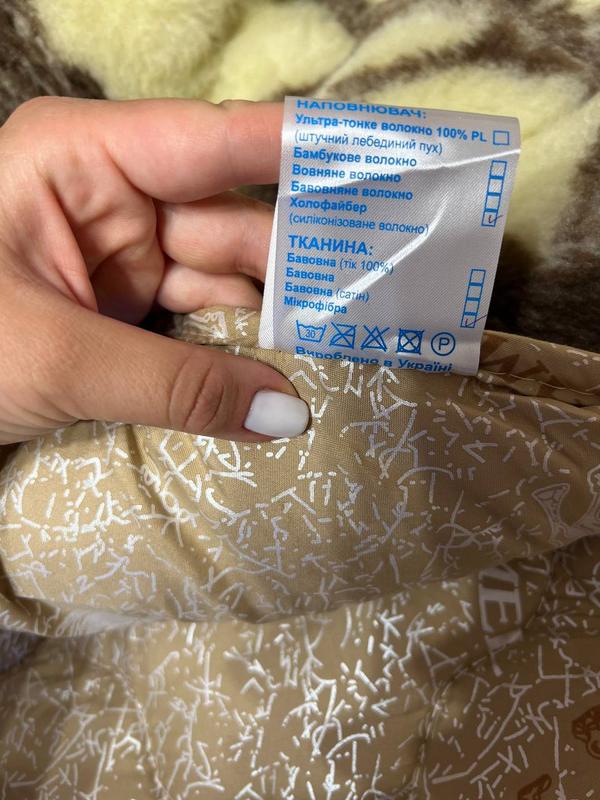 НАПОВНЮВАЧ:
Ультра-тонке волокно 100% PL
(штучний лебединий пух)
Бамбукове волокно
Вовняне волокно
Бавовняне волокно
Холофайбер
(силіконізоване волокно)
ТКАНИНА:
Бавовна (тік 100%)
Бавовна
Бавовна (сатін)
Мікрофібра
30
P
Вироблено в Україні